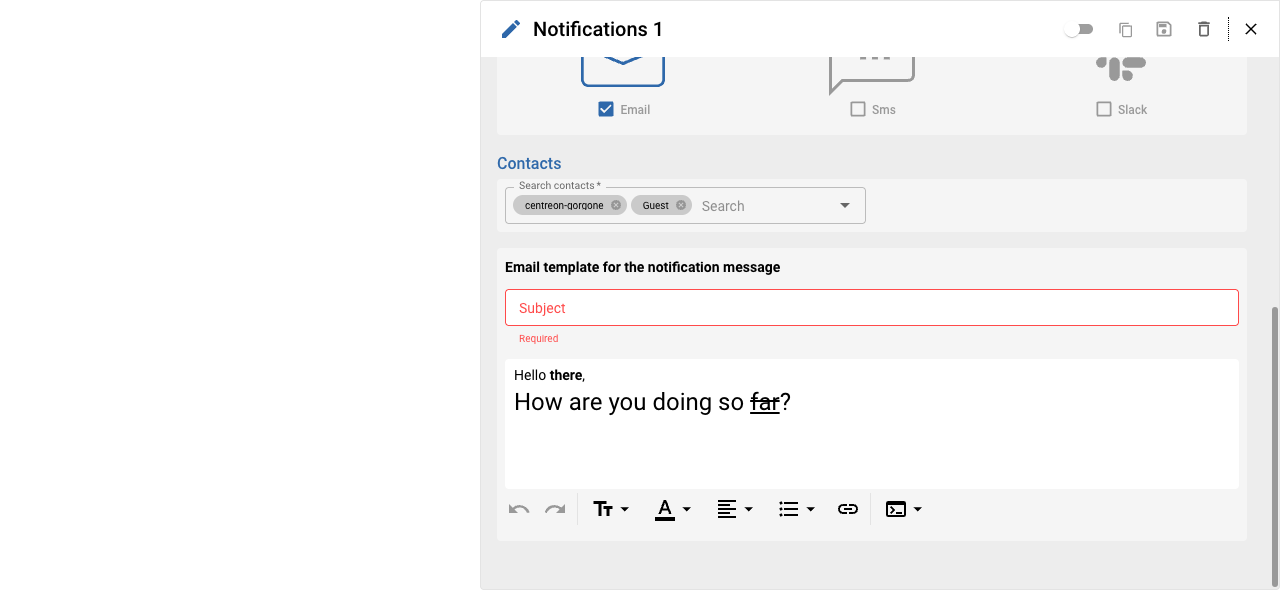 Notifications 1
Email
Sms
Slack
Contacts
Search contacts *
centreon-gorgone
Guest
Search
Email template for the notification message
Subject
Required
Hello there,
How are you doing so far?
Tt
A